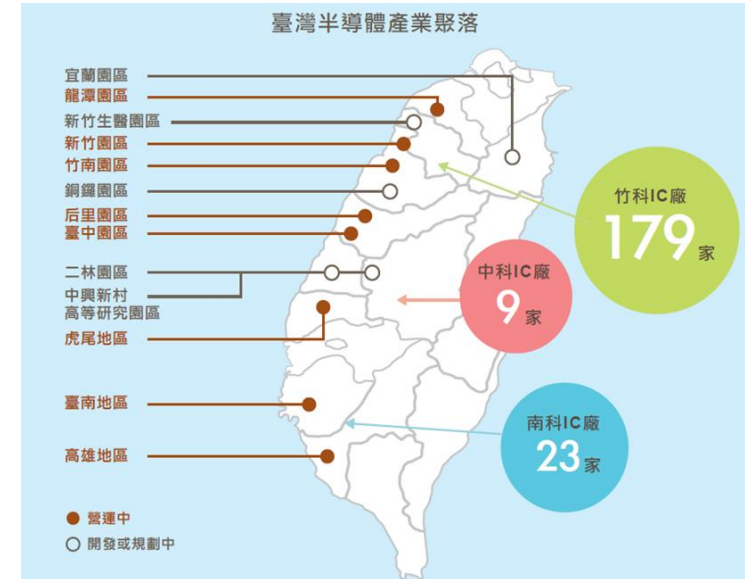 臺灣半導體產業聚落
宜蘭園區
龍潭園區
新竹生醫園區
新竹園區
竹南園區
銅鑼園區
后里園區
臺中園區
二林園區
中興新村
高等研究園區
虎尾地區
臺南地區
高雄地區
竹科IC廠
179家
中科IC廠
9家
南科IC廠
23家
營運中
開發或規劃中